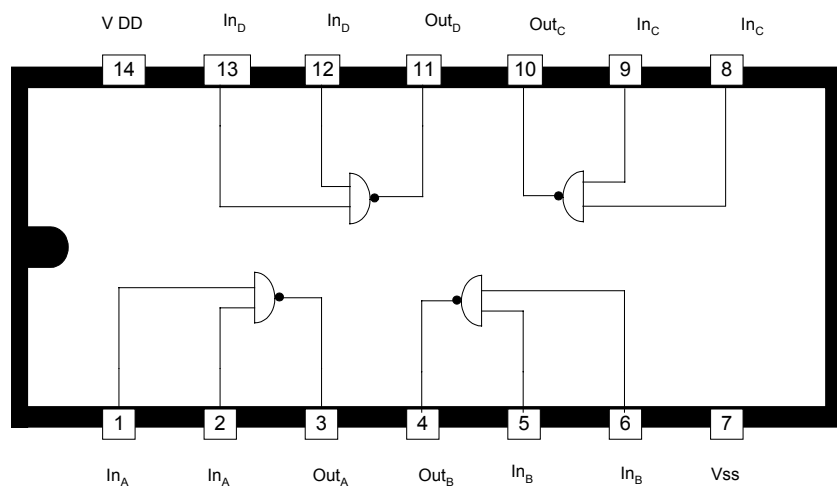 V DD In_D In_D Out_D Out_C In_C In_C
14 13 12 11 10 9 8
1 2 3 4 5 6 7
In_A In_A Out_A Out_B In_B In_B Vss